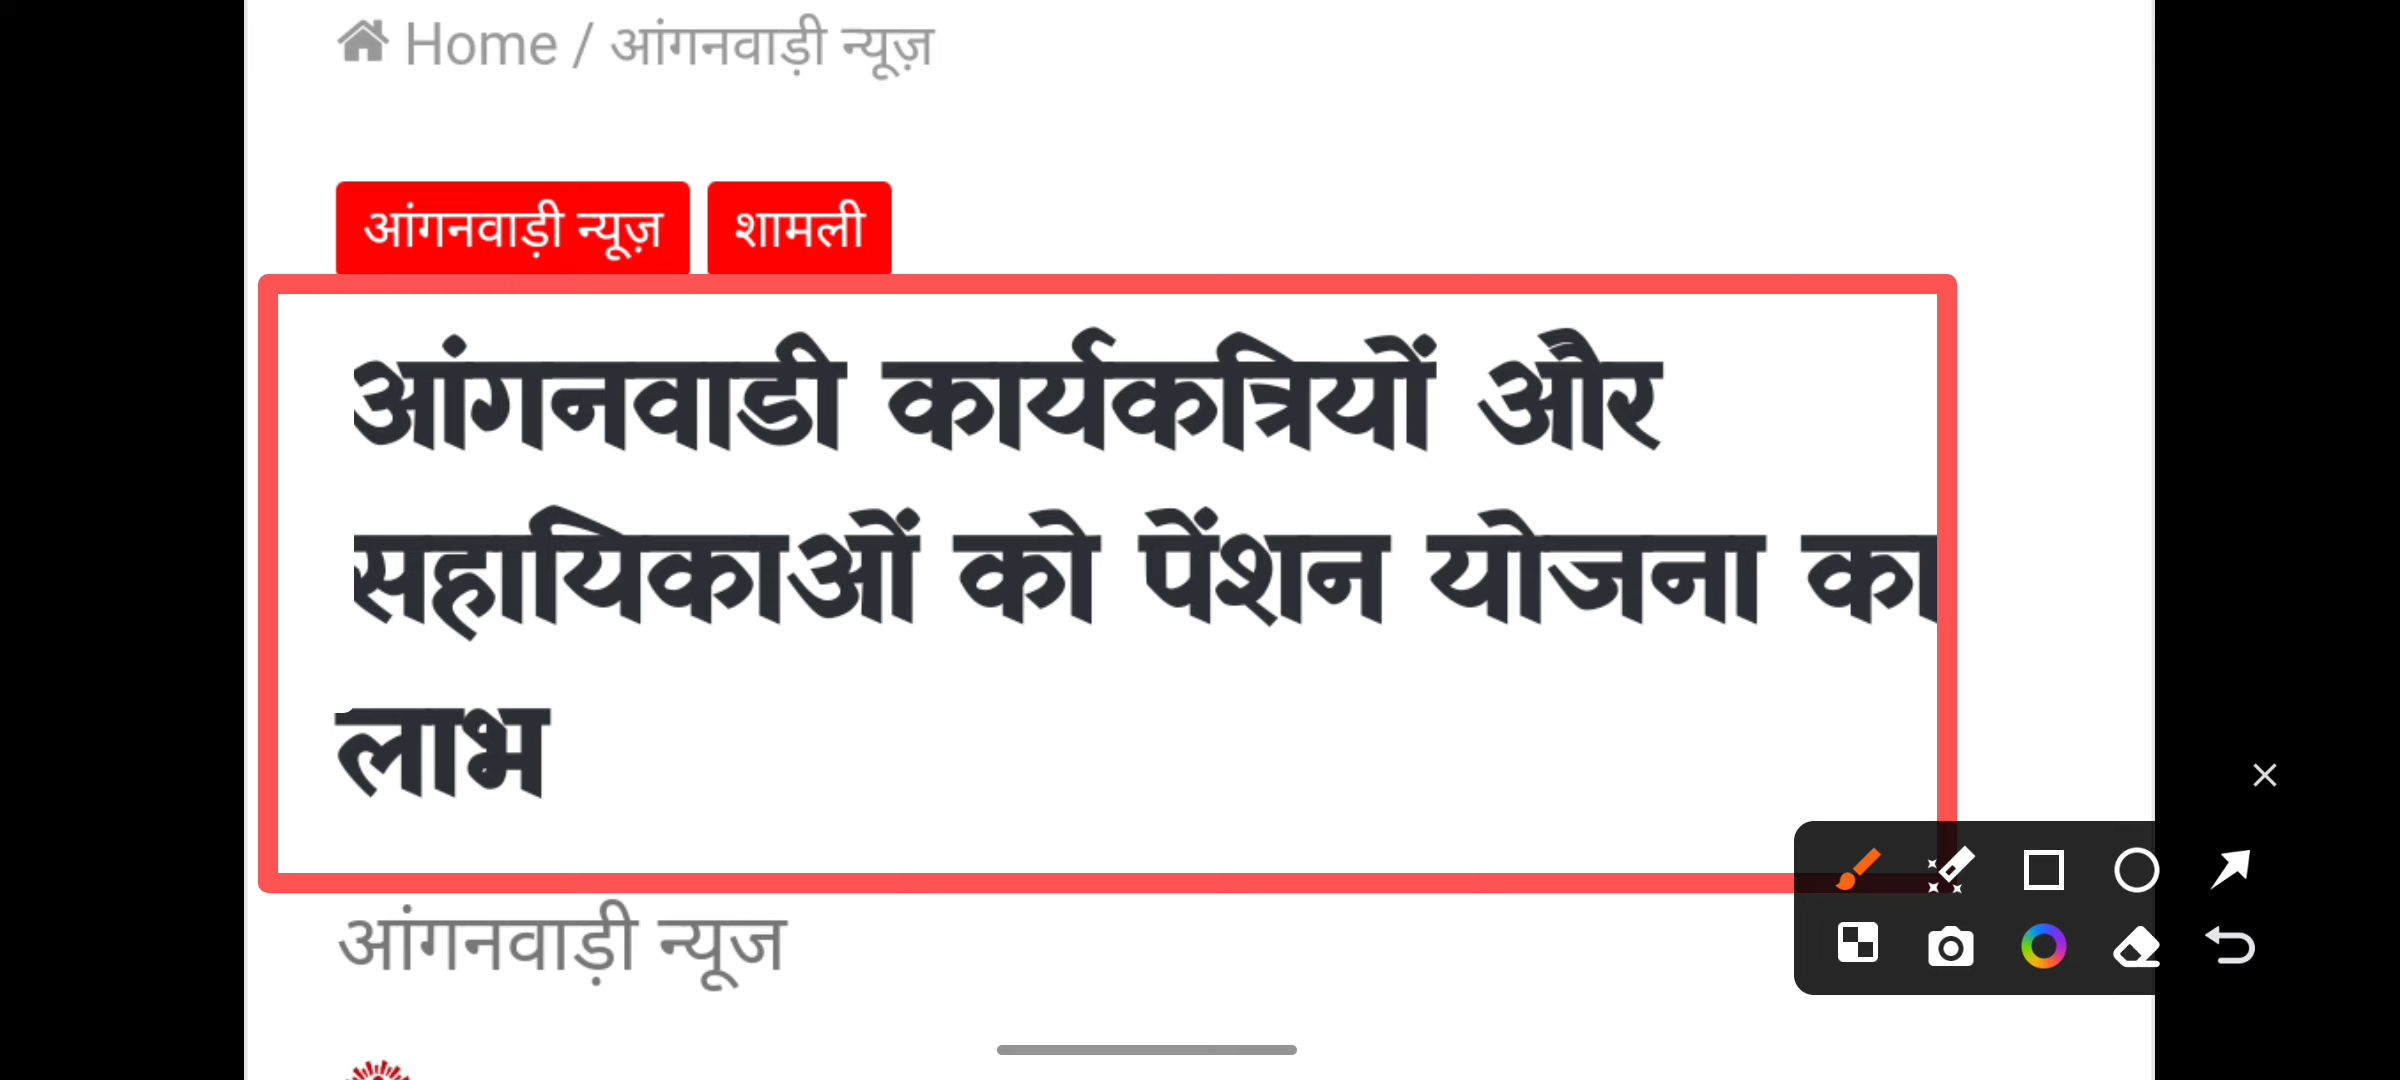 Home / आंगनवाड़ी न्यूज़
आंगनवाड़ी न्यूज़ शामली
आंगनवाडी कार्यकत्रियों और
सहायिकाओं को पेंशन योजना का
लाभ
आंगनवाड़ी न्यूज